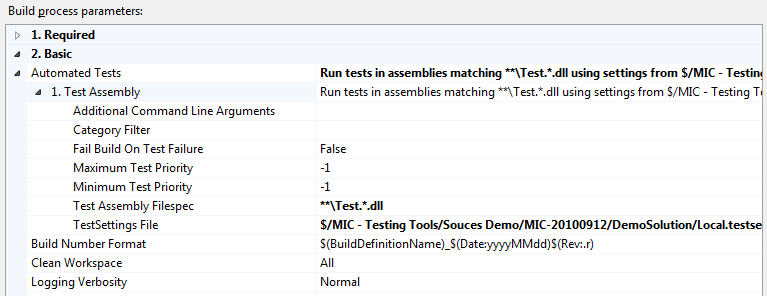 Build process parameters:
1. Required
2. Basic
Automated Tests Run tests in assemblies matching **\Test.*.dll using settings from $/MIC - Testing
1. Test Assembly Run tests in assemblies matching **\Test.*.dll using settings from $/MIC - Testing To
Additional Command Line Arguments
Category Filter
Fail Build On Test Failure False
Maximum Test Priority -1
Minimum Test Priority -1
Test Assembly Filespec **\Test.*.dll
TestSettings File $/MIC - Testing Tools/Souces Demo/MIC-20100912/DemoSolution/Local.testse
Build Number Format $(BuildDefinitionName)_$(Date:yyyyMMdd)$(Rev:.r)
Clean Workspace All
Logging Verbosity Normal